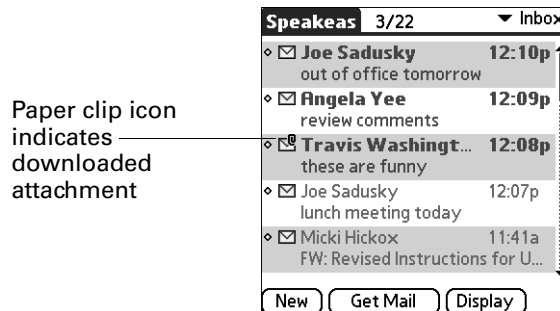 Speakeas 3/22 Inbox
Joe Sadusky 12:10p
out of office tomorrow
Angela Yee 12:09p
review comments
Travis Washingt... 12:08p
these are funny
Joe Sadusky 12:07p
lunch meeting today
Micki Hickox 11:41a
FW: Revised Instructions for U...
New Get Mail Display
Paper clip icon
indicates
downloaded
attachment